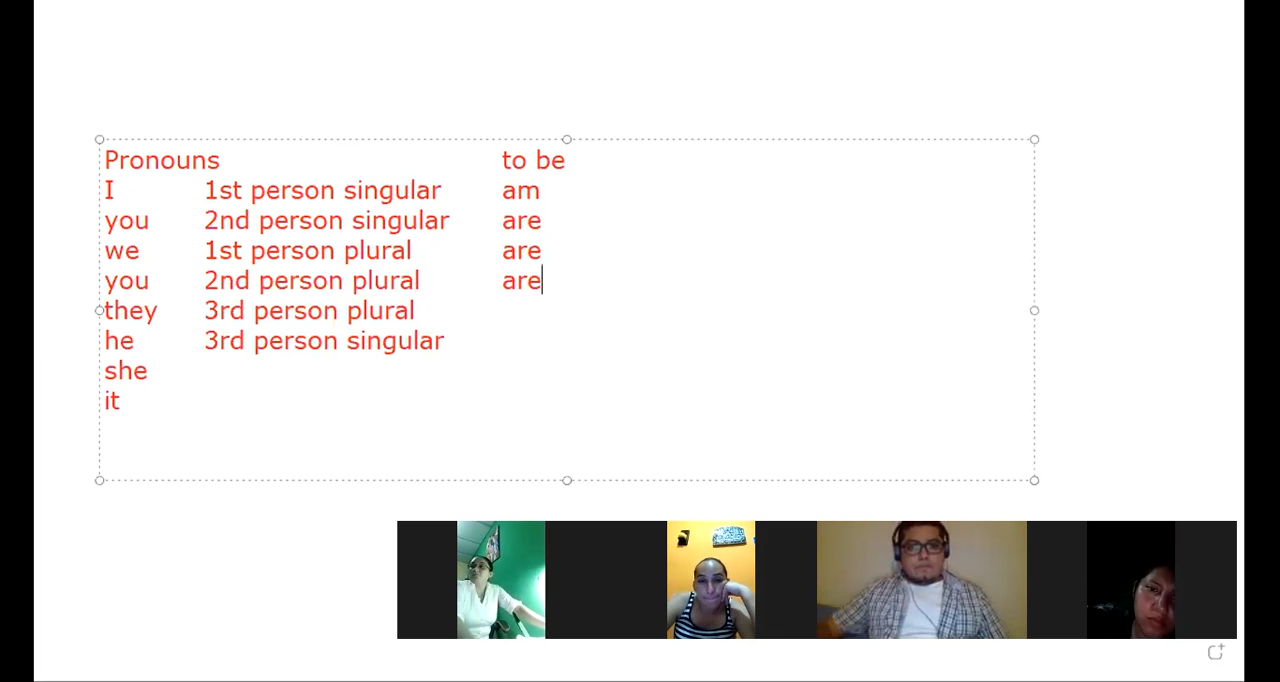 Pronouns to be
I 1st person singular am
you 2nd person singular are
we 1st person plural are
you 2nd person plural are
they 3rd person plural
he 3rd person singular
she
it